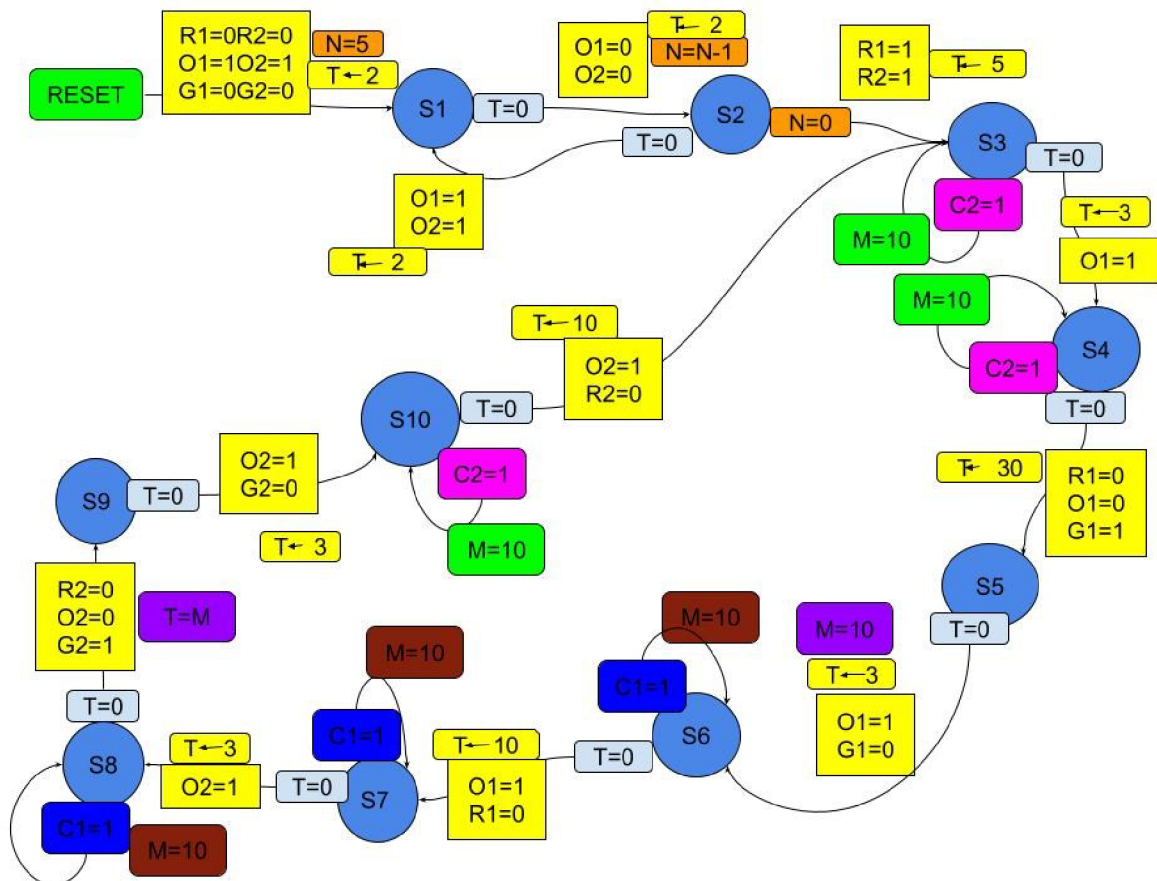 RESET
R1=0R2=0
O1=1O2=1
G1=0G2=0
N=5
T← 2
S1
T=0
O1=0
O2=0
T← 2
N=N-1
S2
T=0
N=0
O1=1
O2=1
T← 2
R1=1
R2=1
T← 5
S3
T=0
C2=1
M=10
T←3
O1=1
M=10
C2=1
S4
T=0
T← 30
R1=0
O1=0
G1=1
S5
T=0
M=10
T←3
O1=1
G1=0
M=10
C1=1
S6
T=0
T←10
O1=1
R1=0
M=10
C1=1
S7
T=0
T←3
O2=1
S8
C1=1
M=10
T=0
R2=0
O2=0
G2=1
T=M
S9
T=0
O2=1
G2=0
T← 3
S10
C2=1
M=10
T=0
T←10
O2=1
R2=0